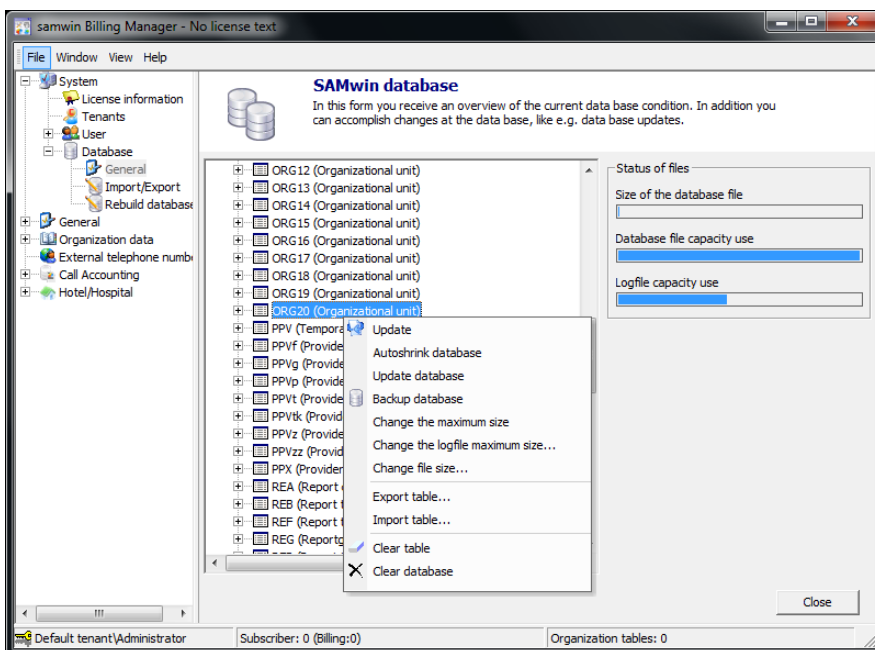 samwin Billing Manager - No license text
File Window View Help
System
License information
Tenants
User
Database
General
Import/Export
Rebuild database
General
Organization data
External telephone numb
Call Accounting
Hotel/Hospital
SAMwin database
In this form you receive an overview of the current data base condition. In addition you
can accomplish changes at the data base, like e.g. data base updates.
ORG12 (Organizational unit)
ORG13 (Organizational unit)
ORG14 (Organizational unit)
ORG15 (Organizational unit)
ORG16 (Organizational unit)
ORG17 (Organizational unit)
ORG18 (Organizational unit)
ORG19 (Organizational unit)
ORG20 (Organizational unit)
PPV (Tempora
PPVf (Provide
PPVg (Provide
PPVp (Provide
PPVt (Provide
PPVtk (Provid
PPVz (Provide
PPVzz (Provid
PPX (Provider
REA (Report
REB (Report t
REF (Report t
REG (Reportg
Update
Autoshrink database
Update database
Backup database
Change the maximum size
Change the logfile maximum size...
Change file size...
Export table...
Import table...
Clear table
Clear database
Status of files
Size of the database file
Database file capacity use
Logfile capacity use
Close
Default tenant\Administrator
Subscriber: 0 (Billing:0)
Organization tables: 0